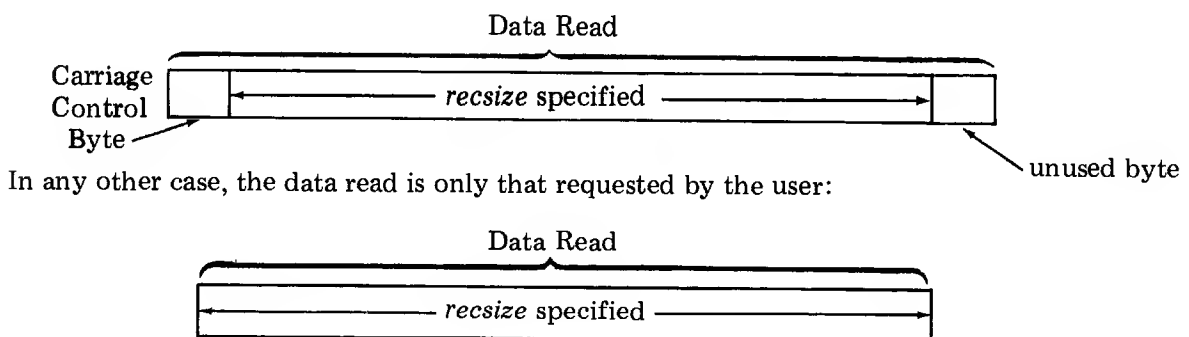 Data Read
Carriage
Control
Byte
recsize specified
unused byte
In any other case, the data read is only that requested by the user:
Data Read
recsize specified